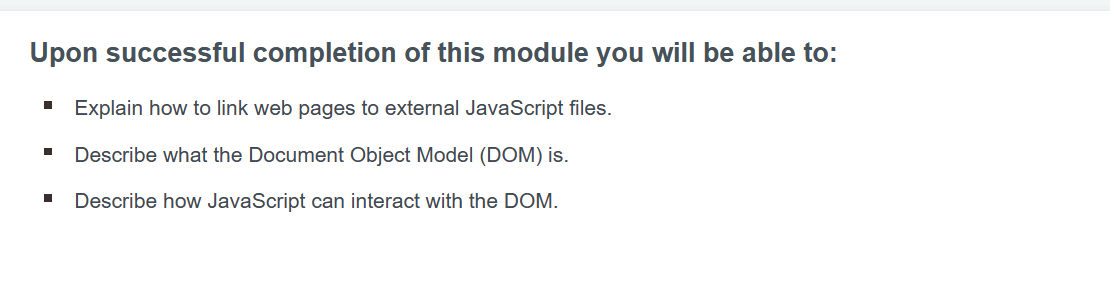 Upon successful completion of this module you will be able to:
Explain how to link web pages to external JavaScript files.
Describe what the Document Object Model (DOM) is.
Describe how JavaScript can interact with the DOM.